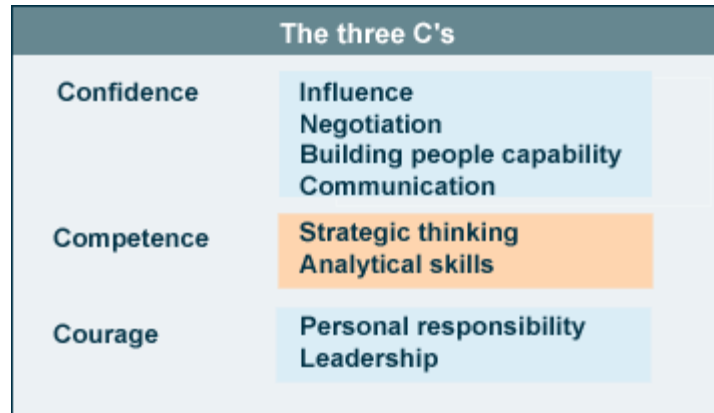 The three C's
Confidence
Influence
Negotiation
Building people capability
Communication
Competence
Strategic thinking
Analytical skills
Courage
Personal responsibility
Leadership